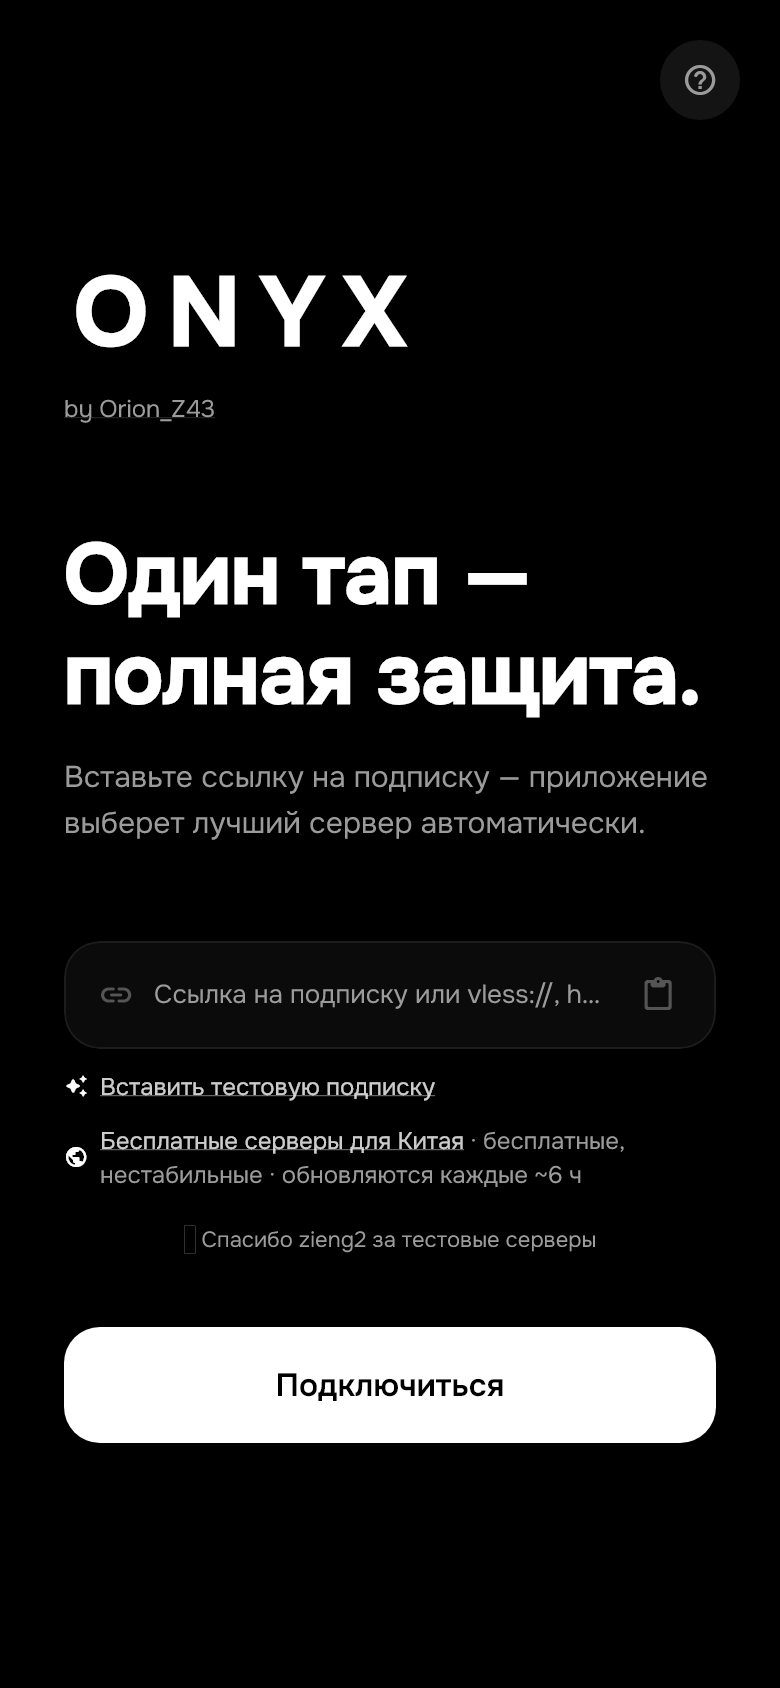 ONYX
by Orion_Z43
Один тап —
полная защита.
Вставьте ссылку на подписку — приложение
выберет лучший сервер автоматически.
Ссылка на подписку или vless://, h...
Вставить тестовую подписку
Бесплатные серверы для Китая · бесплатные,
нестабильные · обновляются каждые ~6 ч
Спасибо zieng2 за тестовые серверы
Подключиться